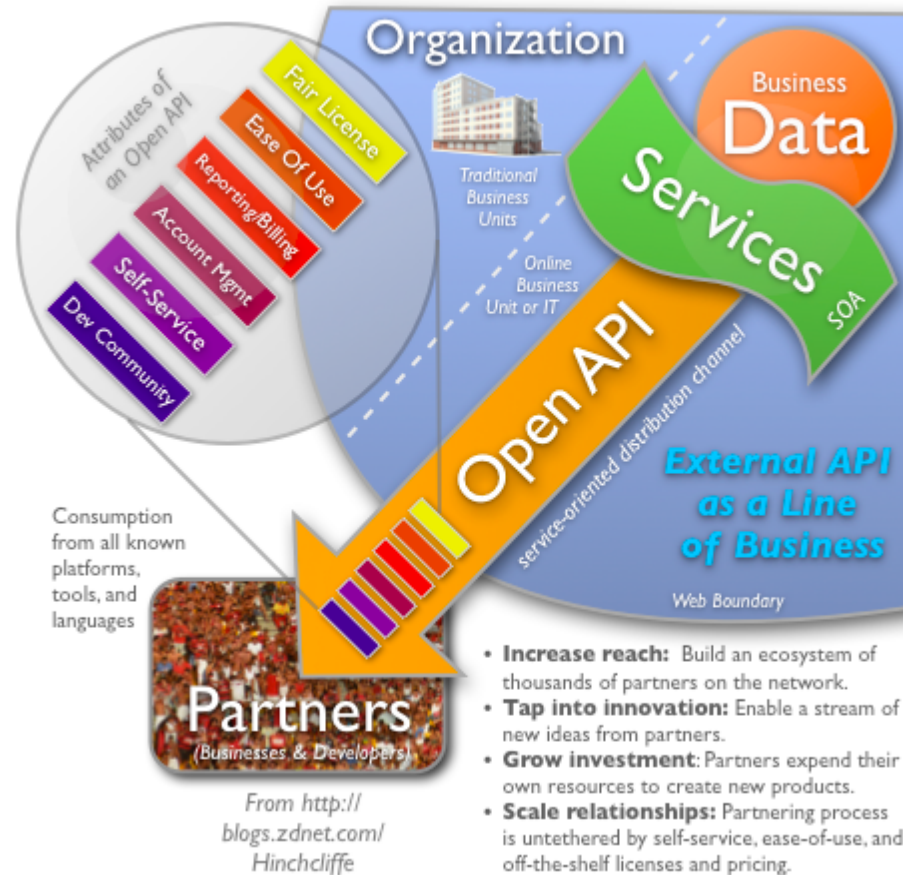 Organization
Attributes of
an Open API
Fair License
Ease Of Use
Reporting/Billing
Account Mgmt
Self-Service
Dev Community
Traditional
Business
Units
Online
Business
Unit or IT
Business
Data
Services
SOA
Open API
service-oriented distribution channel
External API
as a Line
of Business
Web Boundary
Consumption
from all known
platforms,
tools, and
languages
Partners
(Businesses & Developers)
From http://
blogs.zdnet.com/
Hinchcliffe
• Increase reach: Build an ecosystem of
thousands of partners on the network.
• Tap into innovation: Enable a stream of
new ideas from partners.
• Grow investment: Partners expend their
own resources to create new products.
• Scale relationships: Partnering process
is untethered by self-service, ease-of-use, and
off-the-shelf licenses and pricing.